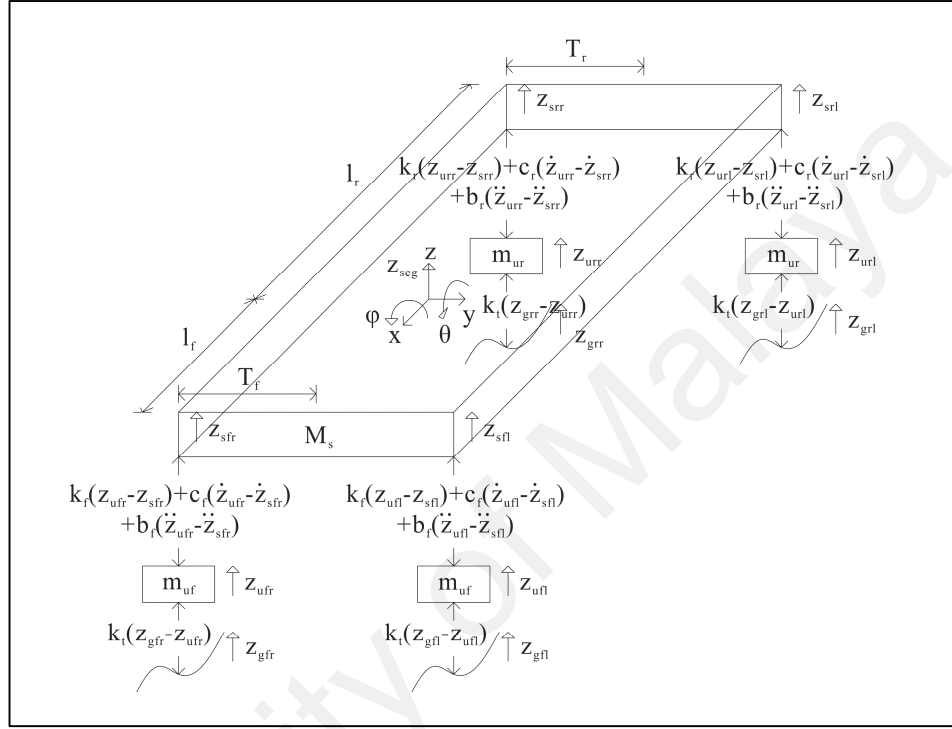 T_r
z_srr
z_srl
l_r
k_r(z_urr-z_srr)+c_r(ż_urr-ż_srr)
+b_r(z̈_urr-z̈_srr)
k_r(z_url-z_srl)+c_r(ż_url-ż_srl)
+b_r(z̈_url-z̈_srl)
m_ur
z_urr
m_ur
z_url
z
z_scg
φ
x
θ
y
k_t(z_grr-z_urr)
z_grr
k_t(z_grl-z_url)
z_grl
l_f
T_f
z_sfr
M_s
z_sfl
k_f(z_ufr-z_sfr)+c_f(ż_ufr-ż_sfr)
+b_f(z̈_ufr-z̈_sfr)
k_f(z_ufl-z_sfl)+c_f(ż_ufl-ż_sfl)
+b_f(z̈_ufl-z̈_sfl)
m_uf
z_ufr
m_uf
z_ufl
k_t(z_gfr-z_ufr)
z_gfr
k_t(z_gfl-z_ufl)
z_gfl
ity of Malaya